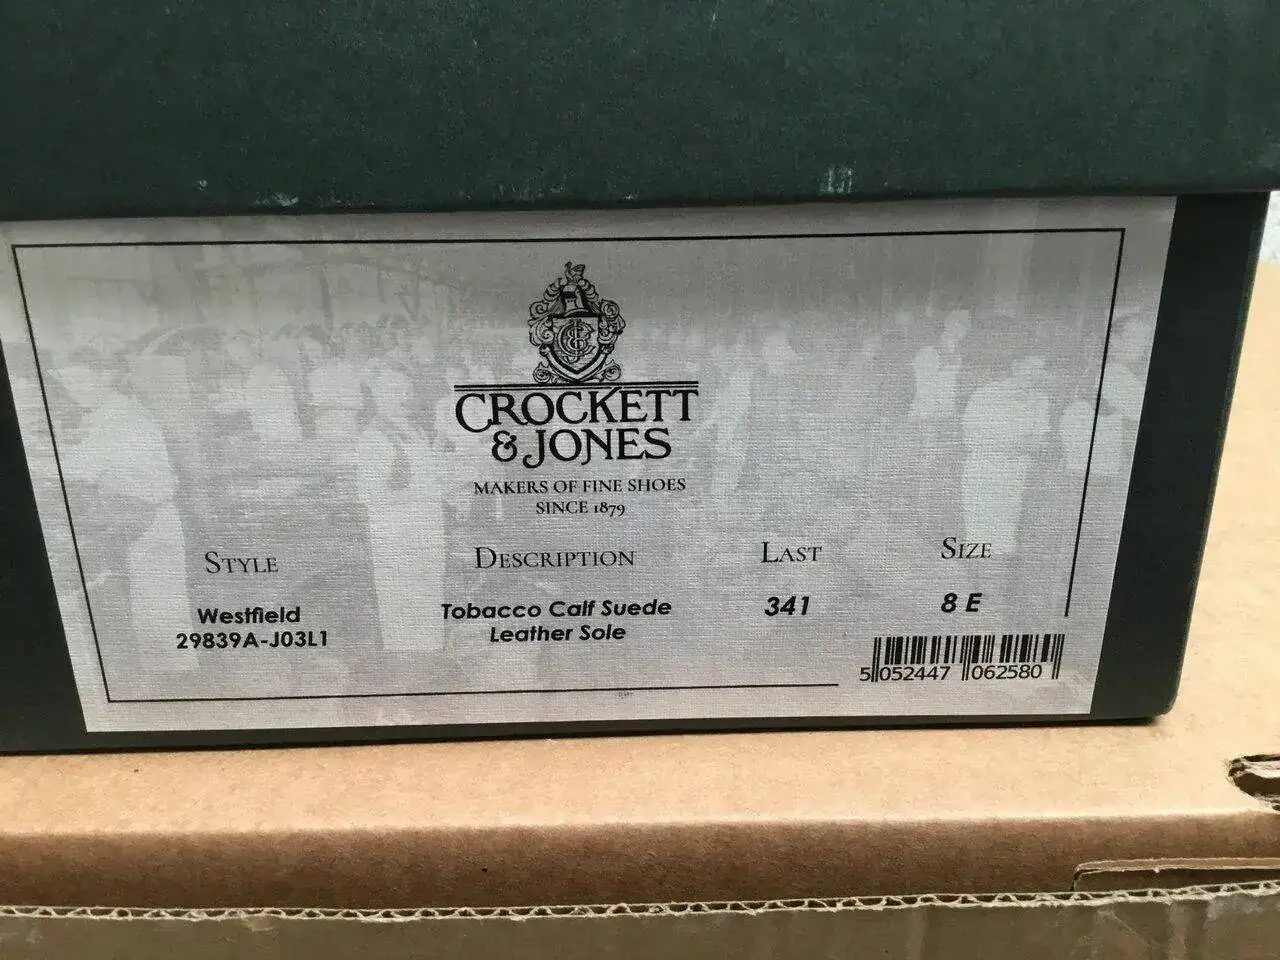 CROCKETT
& JONES
MAKERS OF FINE SHOES
SINCE 1879
STYLE DESCRIPTION LAST SIZE
Westfield Tobacco Calf Suede 341 8 E
29839A-J03L1 Leather Sole
5 052447 062580